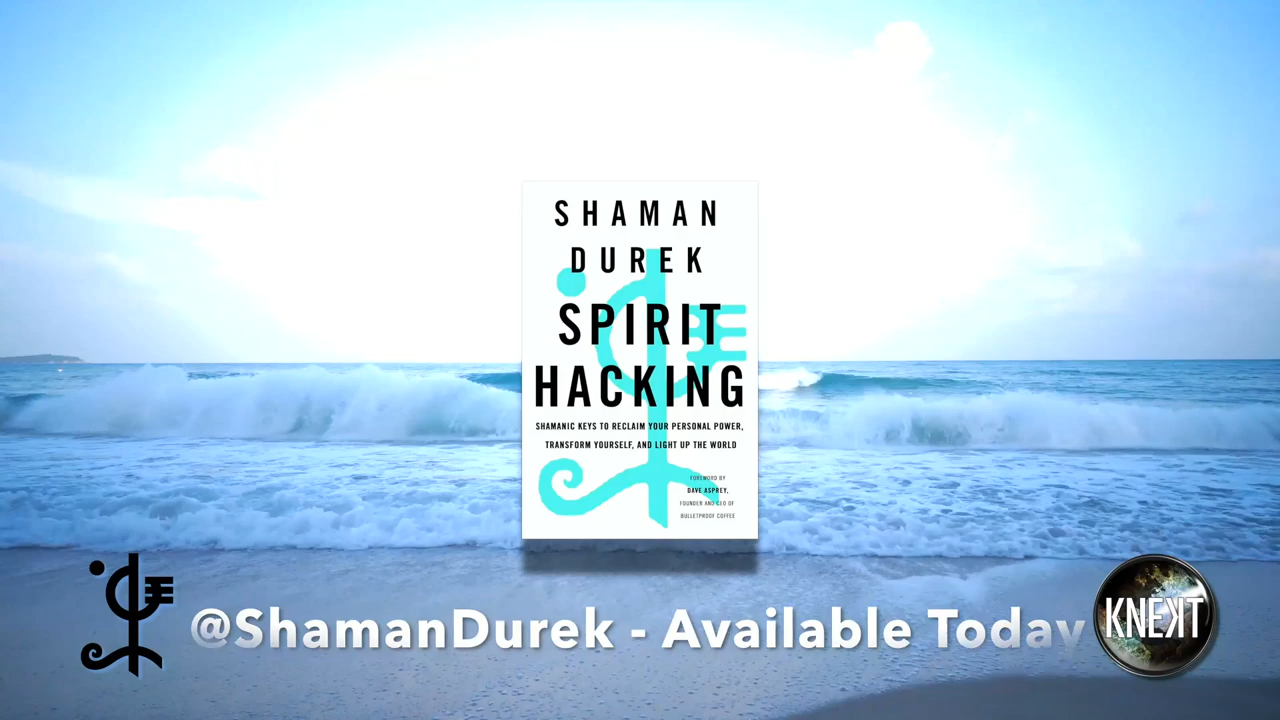 SHAMAN
DUREK
SPIRIT
HACKING
SHAMANIC KEYS TO RECLAIM YOUR PERSONAL POWER,
TRANSFORM YOURSELF, AND LIGHT UP THE WORLD
FOREWORD BY
DAVE ASPREY,
FOUNDER AND CEO OF
BULLETPROOF COFFEE
@ShamanDurek - Available Today
KNEKT